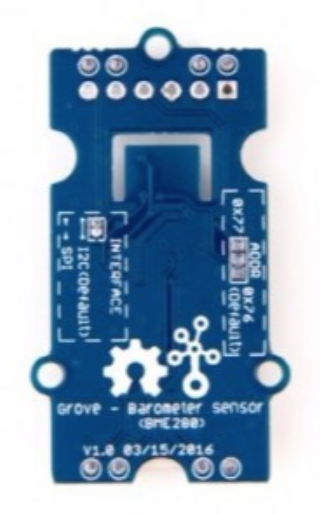 INTERFACE
I2C(Default)
← → SPI
0X77
ADDR
0x76
(Default)
Grove - Barometer Sensor
(BME280)
V1.0 03/15/2016